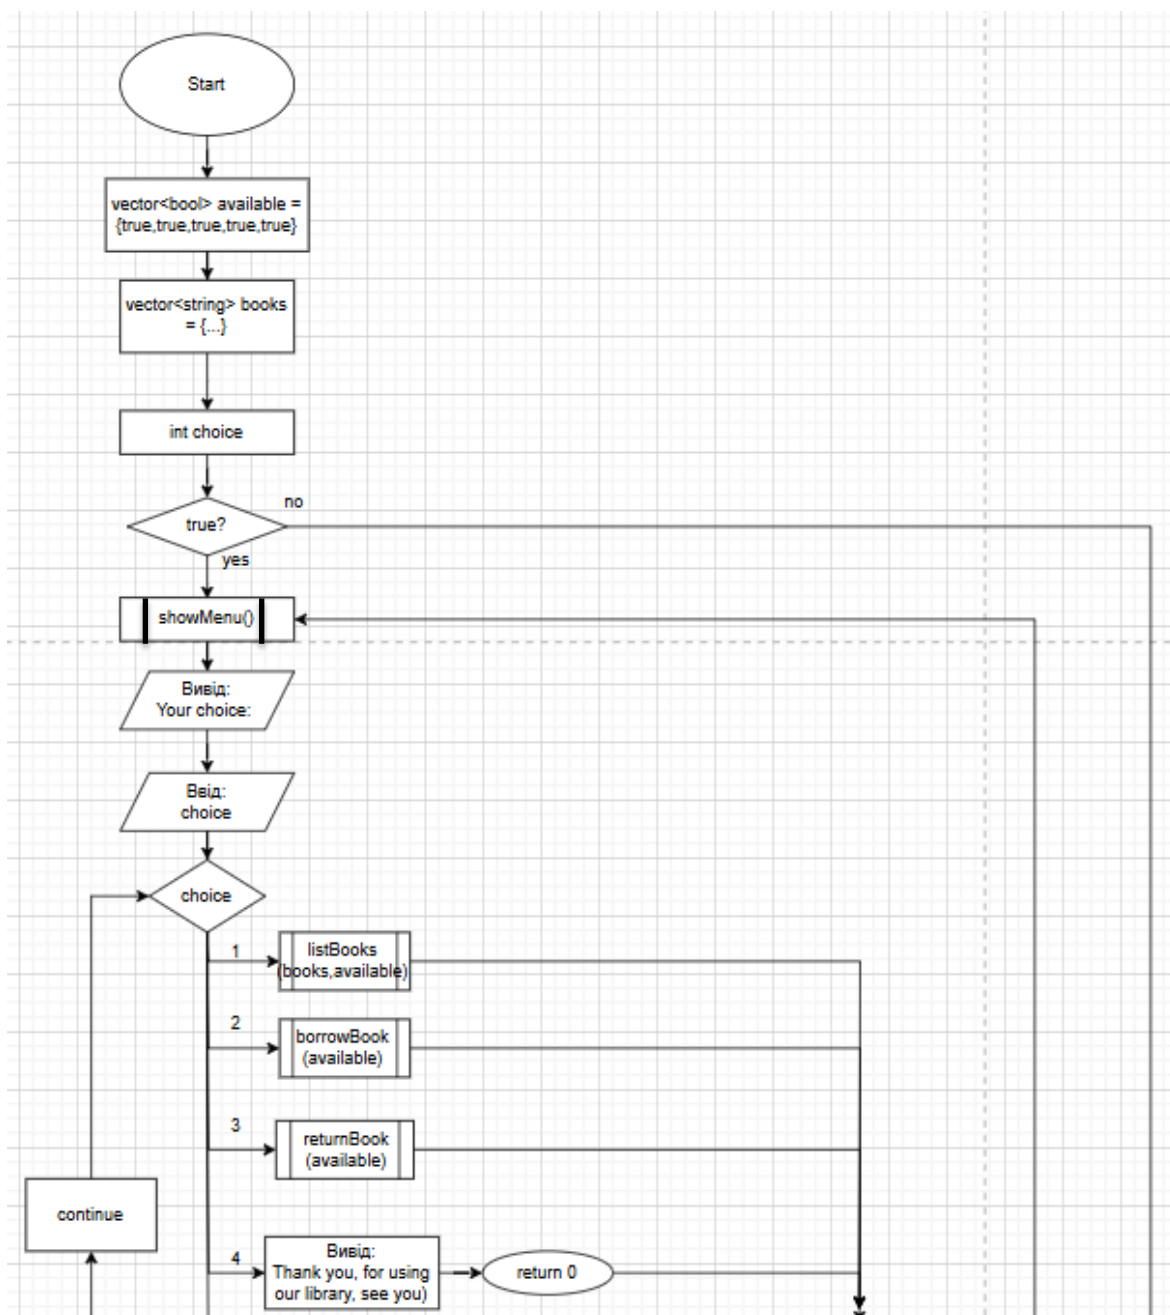 Start
vector<bool> available =
{true,true,true,true,true}
vector<string> books
= {...}
int choice
true?
no
yes
showMenu()
Вивід:
Your choice:
Ввід:
choice
choice
1
listBooks
(books,available)
2
borrowBook
(available)
3
returnBook
(available)
continue
4
Вивід:
Thank you, for using
our library, see you)
return 0